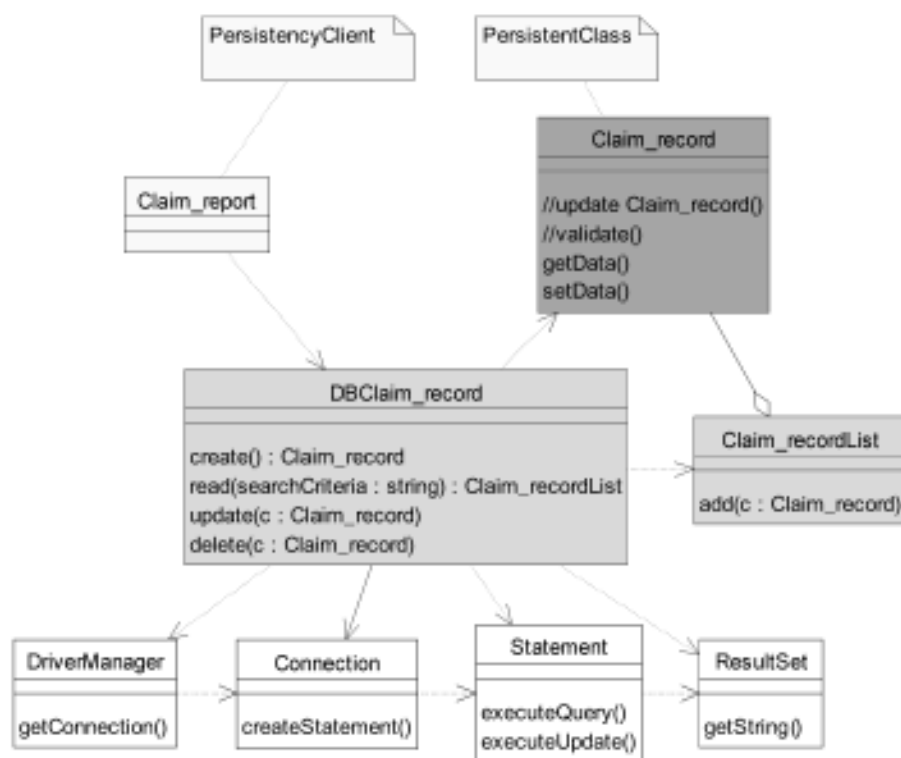 PersistencyClient
PersistentClass
Claim_record
//update Claim_record()
//validate()
getData()
setData()
Claim_report
DBClaim_record
create() : Claim_record
read(searchCriteria : string) : Claim_recordList
update(c : Claim_record)
delete(c : Claim_record)
Claim_recordList
add(c : Claim_record)
DriverManager
getConnection()
Connection
createStatement()
Statement
executeQuery()
executeUpdate()
ResultSet
getString()